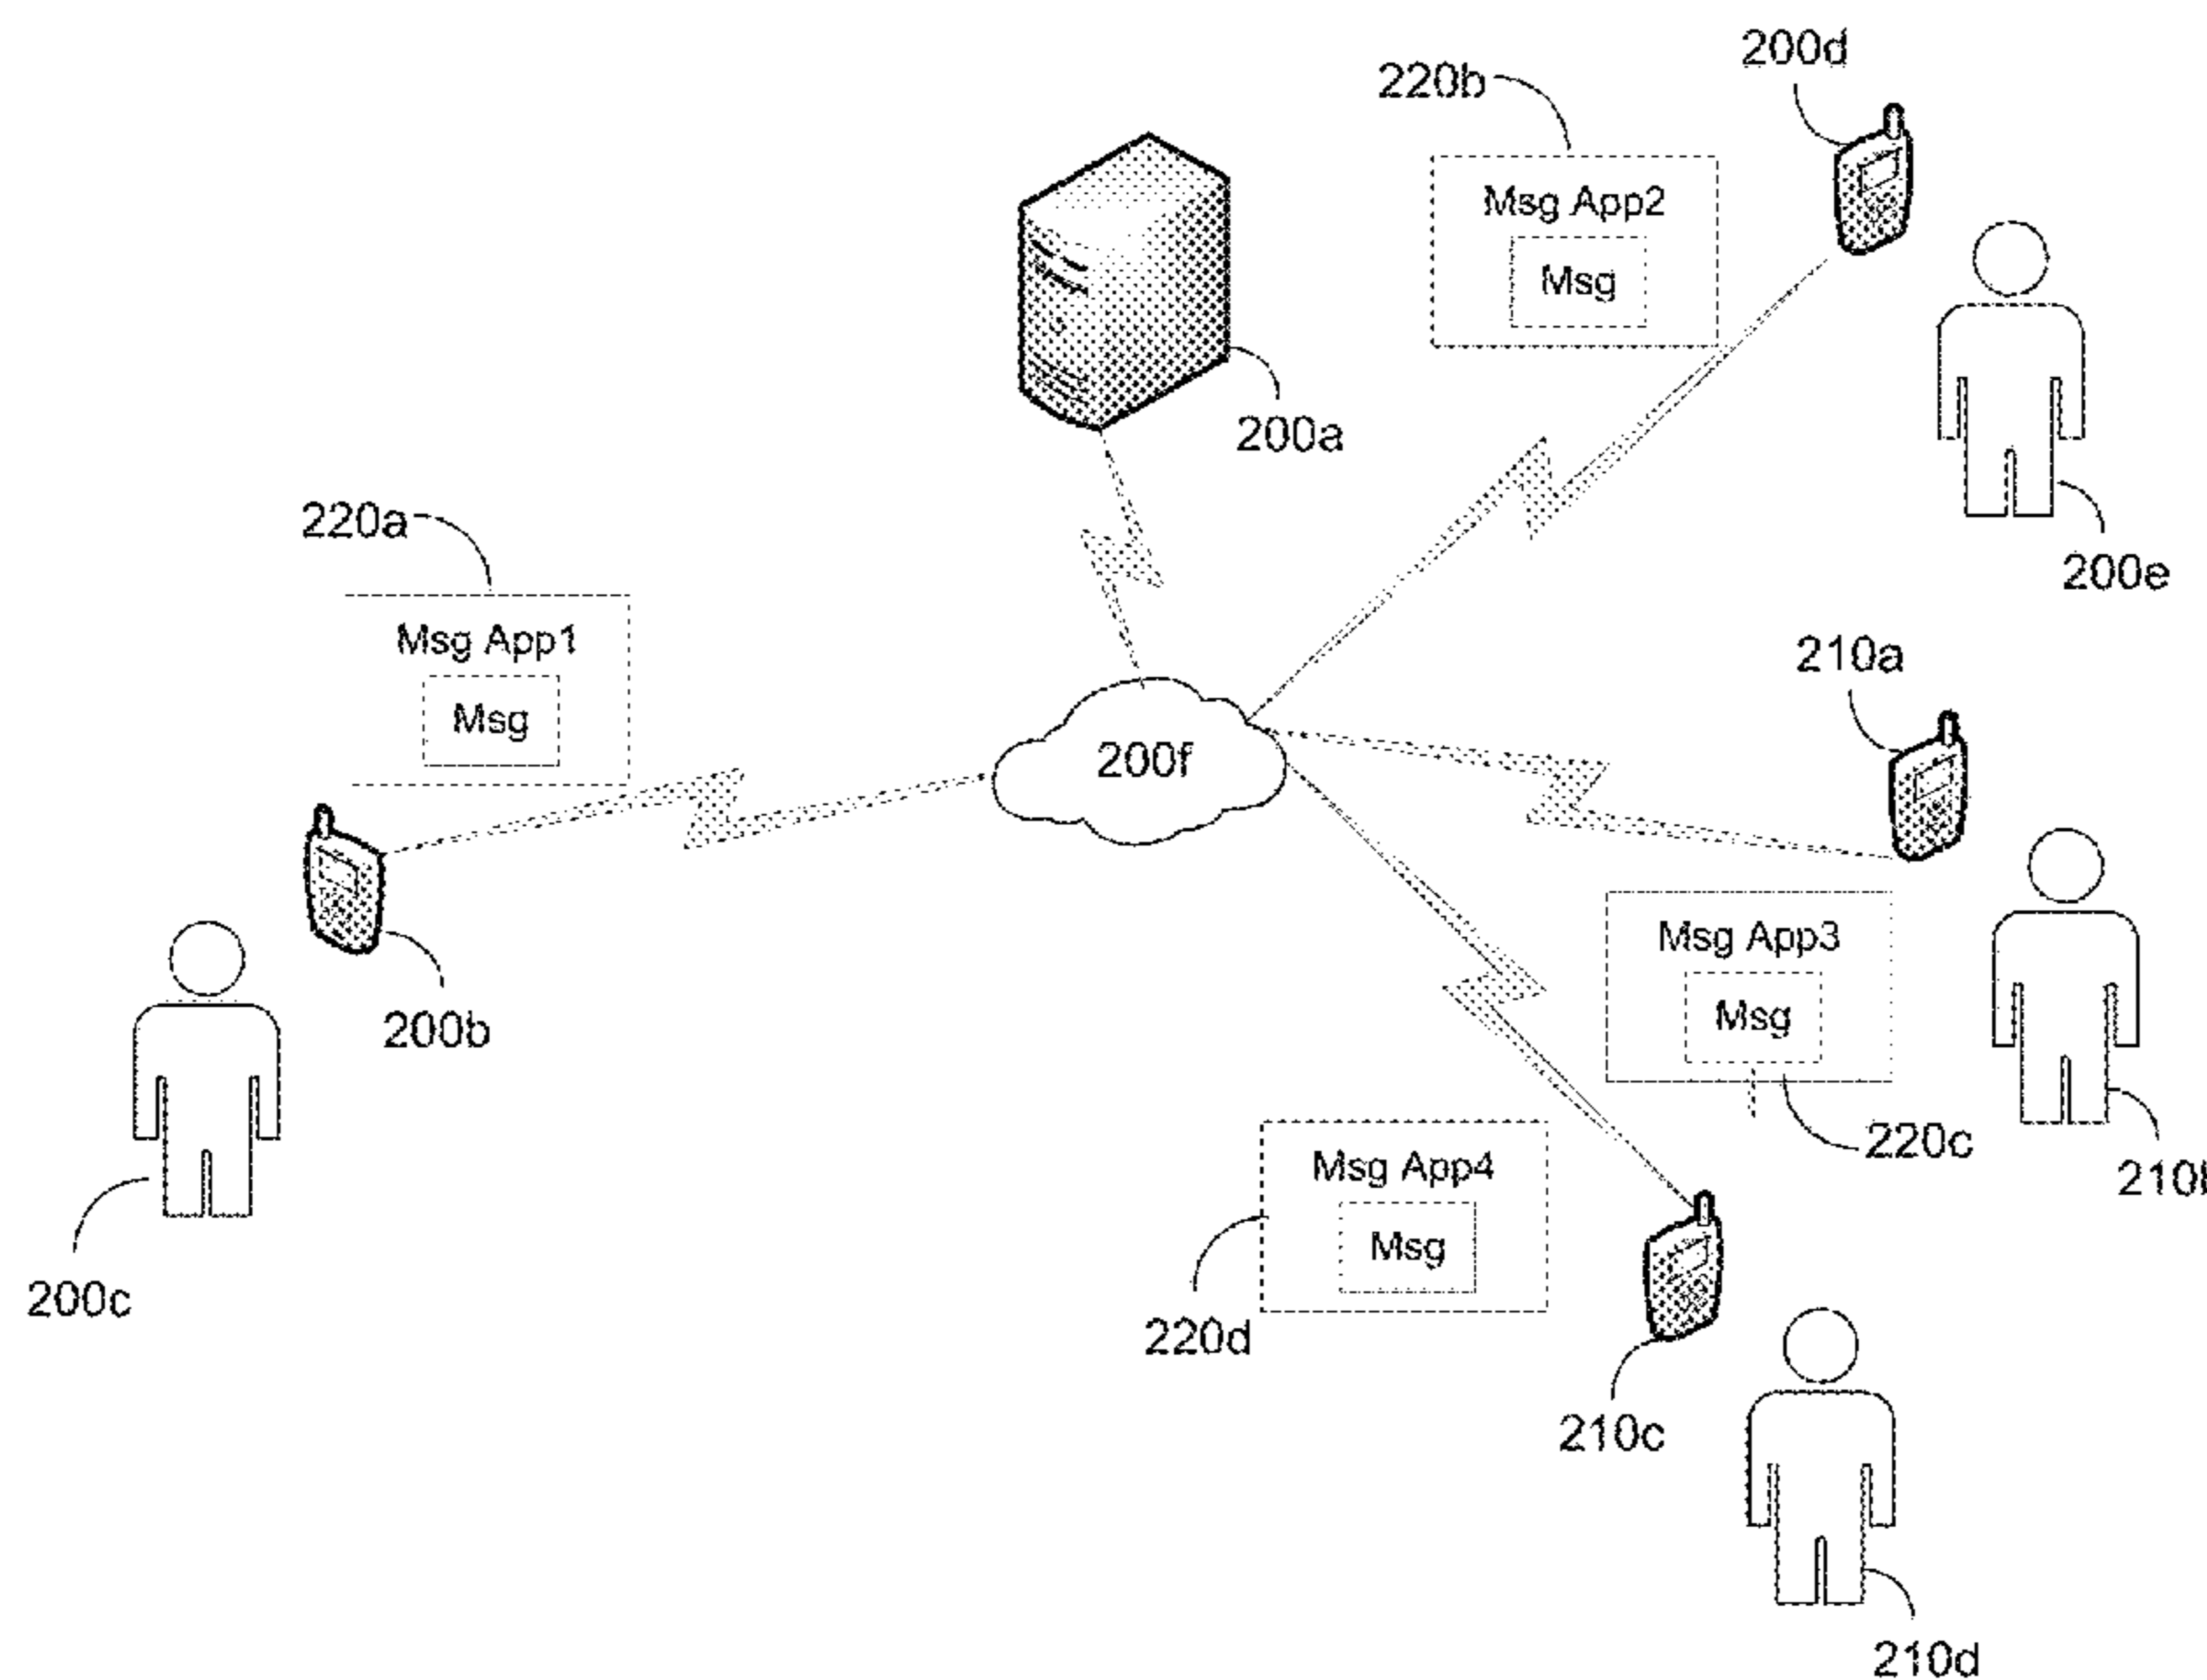 200d
220b
Msg App2
Msg
200a
200e
220a
Msg App1
Msg
210a
200f
Msg App3
Msg
200b
220c
Msg App4
Msg
200c
220d
210c
210d